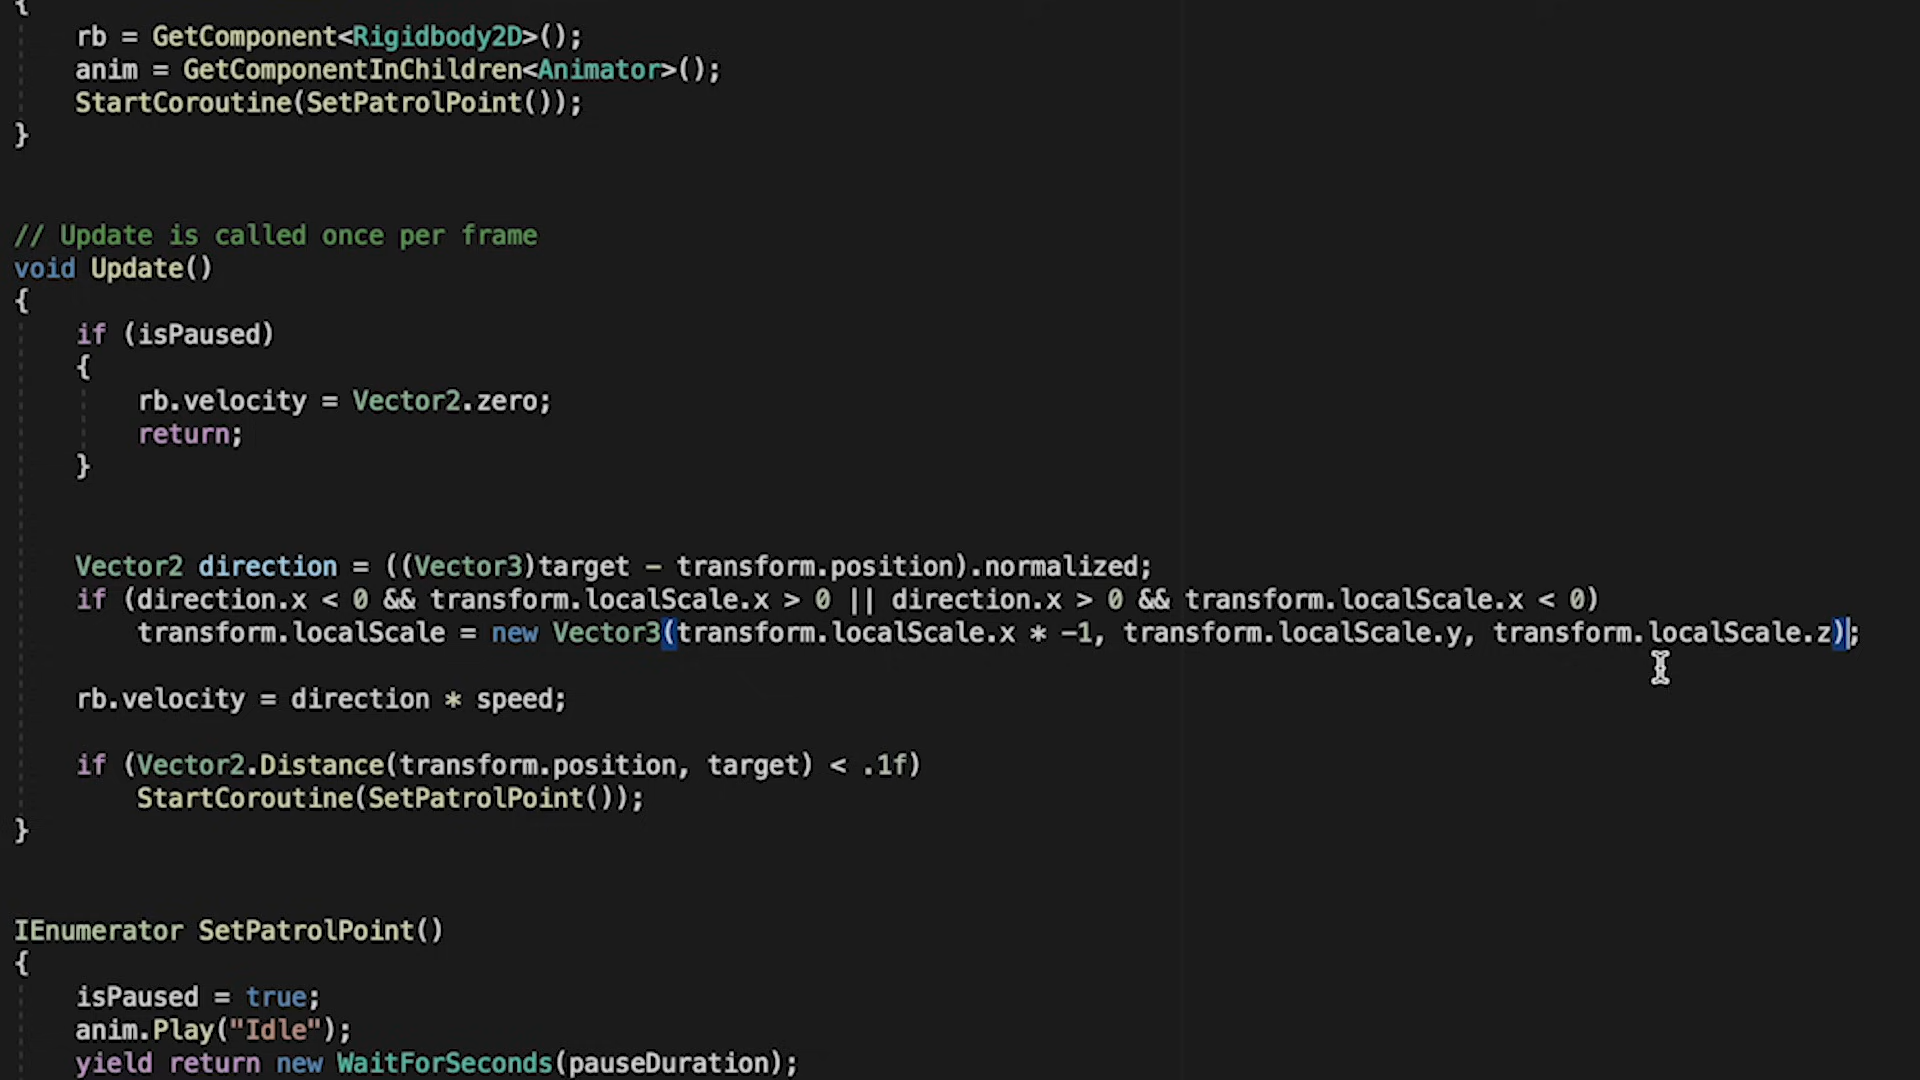 {
rb = GetComponent<Rigidbody2D>();
anim = GetComponentInChildren<Animator>();
StartCoroutine(SetPatrolPoint());
}
// Update is called once per frame
void Update()
{
if (isPaused)
{
rb.velocity = Vector2.zero;
return;
}
Vector2 direction = ((Vector3)target - transform.position).normalized;
if (direction.x < 0 && transform.localScale.x > 0 || direction.x > 0 && transform.localScale.x < 0)
transform.localScale = new Vector3(transform.localScale.x * -1, transform.localScale.y, transform.localScale.z);
rb.velocity = direction * speed;
if (Vector2.Distance(transform.position, target) < .1f)
StartCoroutine(SetPatrolPoint());
}
IEnumerator SetPatrolPoint()
{
isPaused = true;
anim.Play("Idle");
yield return new WaitForSeconds(pauseDuration);